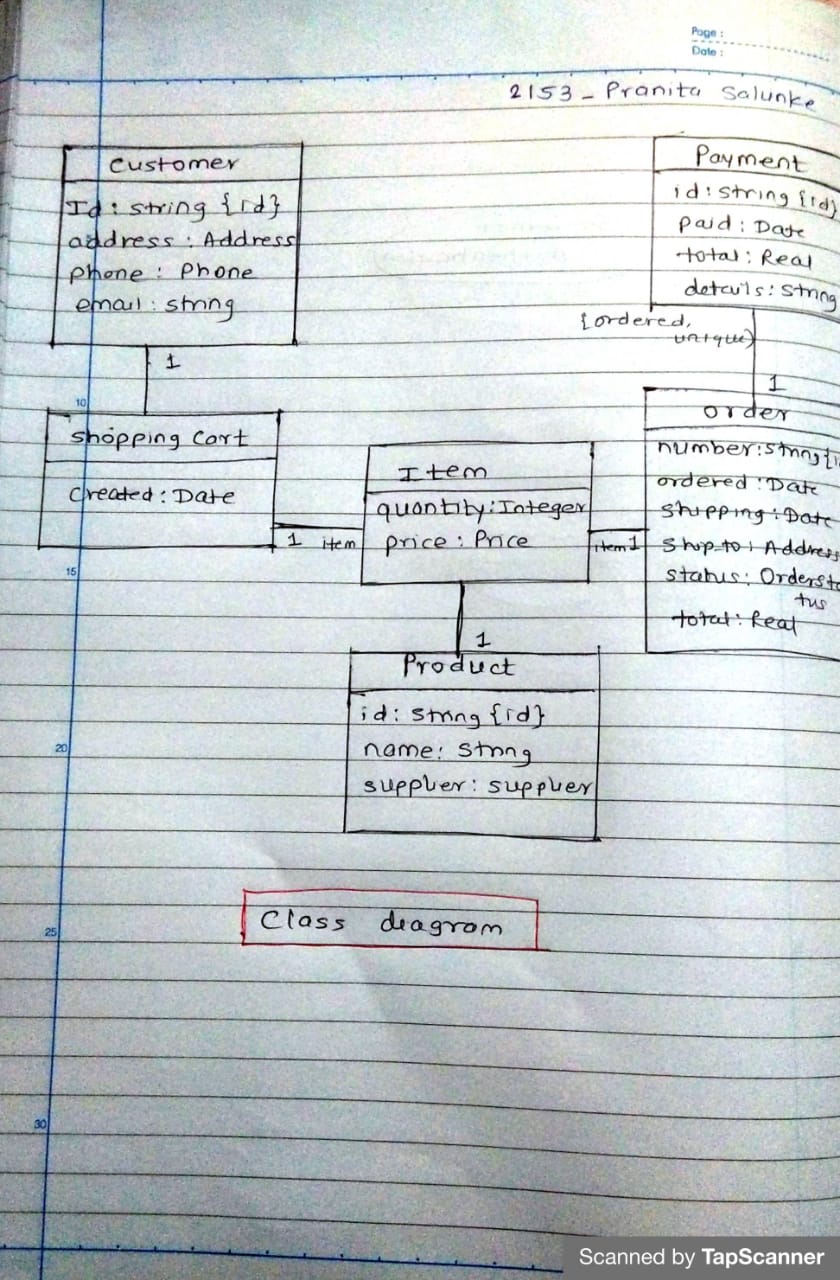 Page :
Date :
2153 - Pranita Salunke
Customer
Id : string {id}
address : Address
phone : Phone
email : string
1
Payment
id : string {id}
paid : Date
total : Real
details : String
{ordered,
unique}
1
10
Shopping Cart
Created : Date
1 item
Item
quantity : Integer
price : Price
item 1
order
number : String {i
ordered : Date
shipping : Date
Ship-to : Address
status : Ordersta
tus
total : Real
15
1
Product
id : string {id}
name : String
supplier : supplier
20
Class diagram
25
30
Scanned by TapScanner